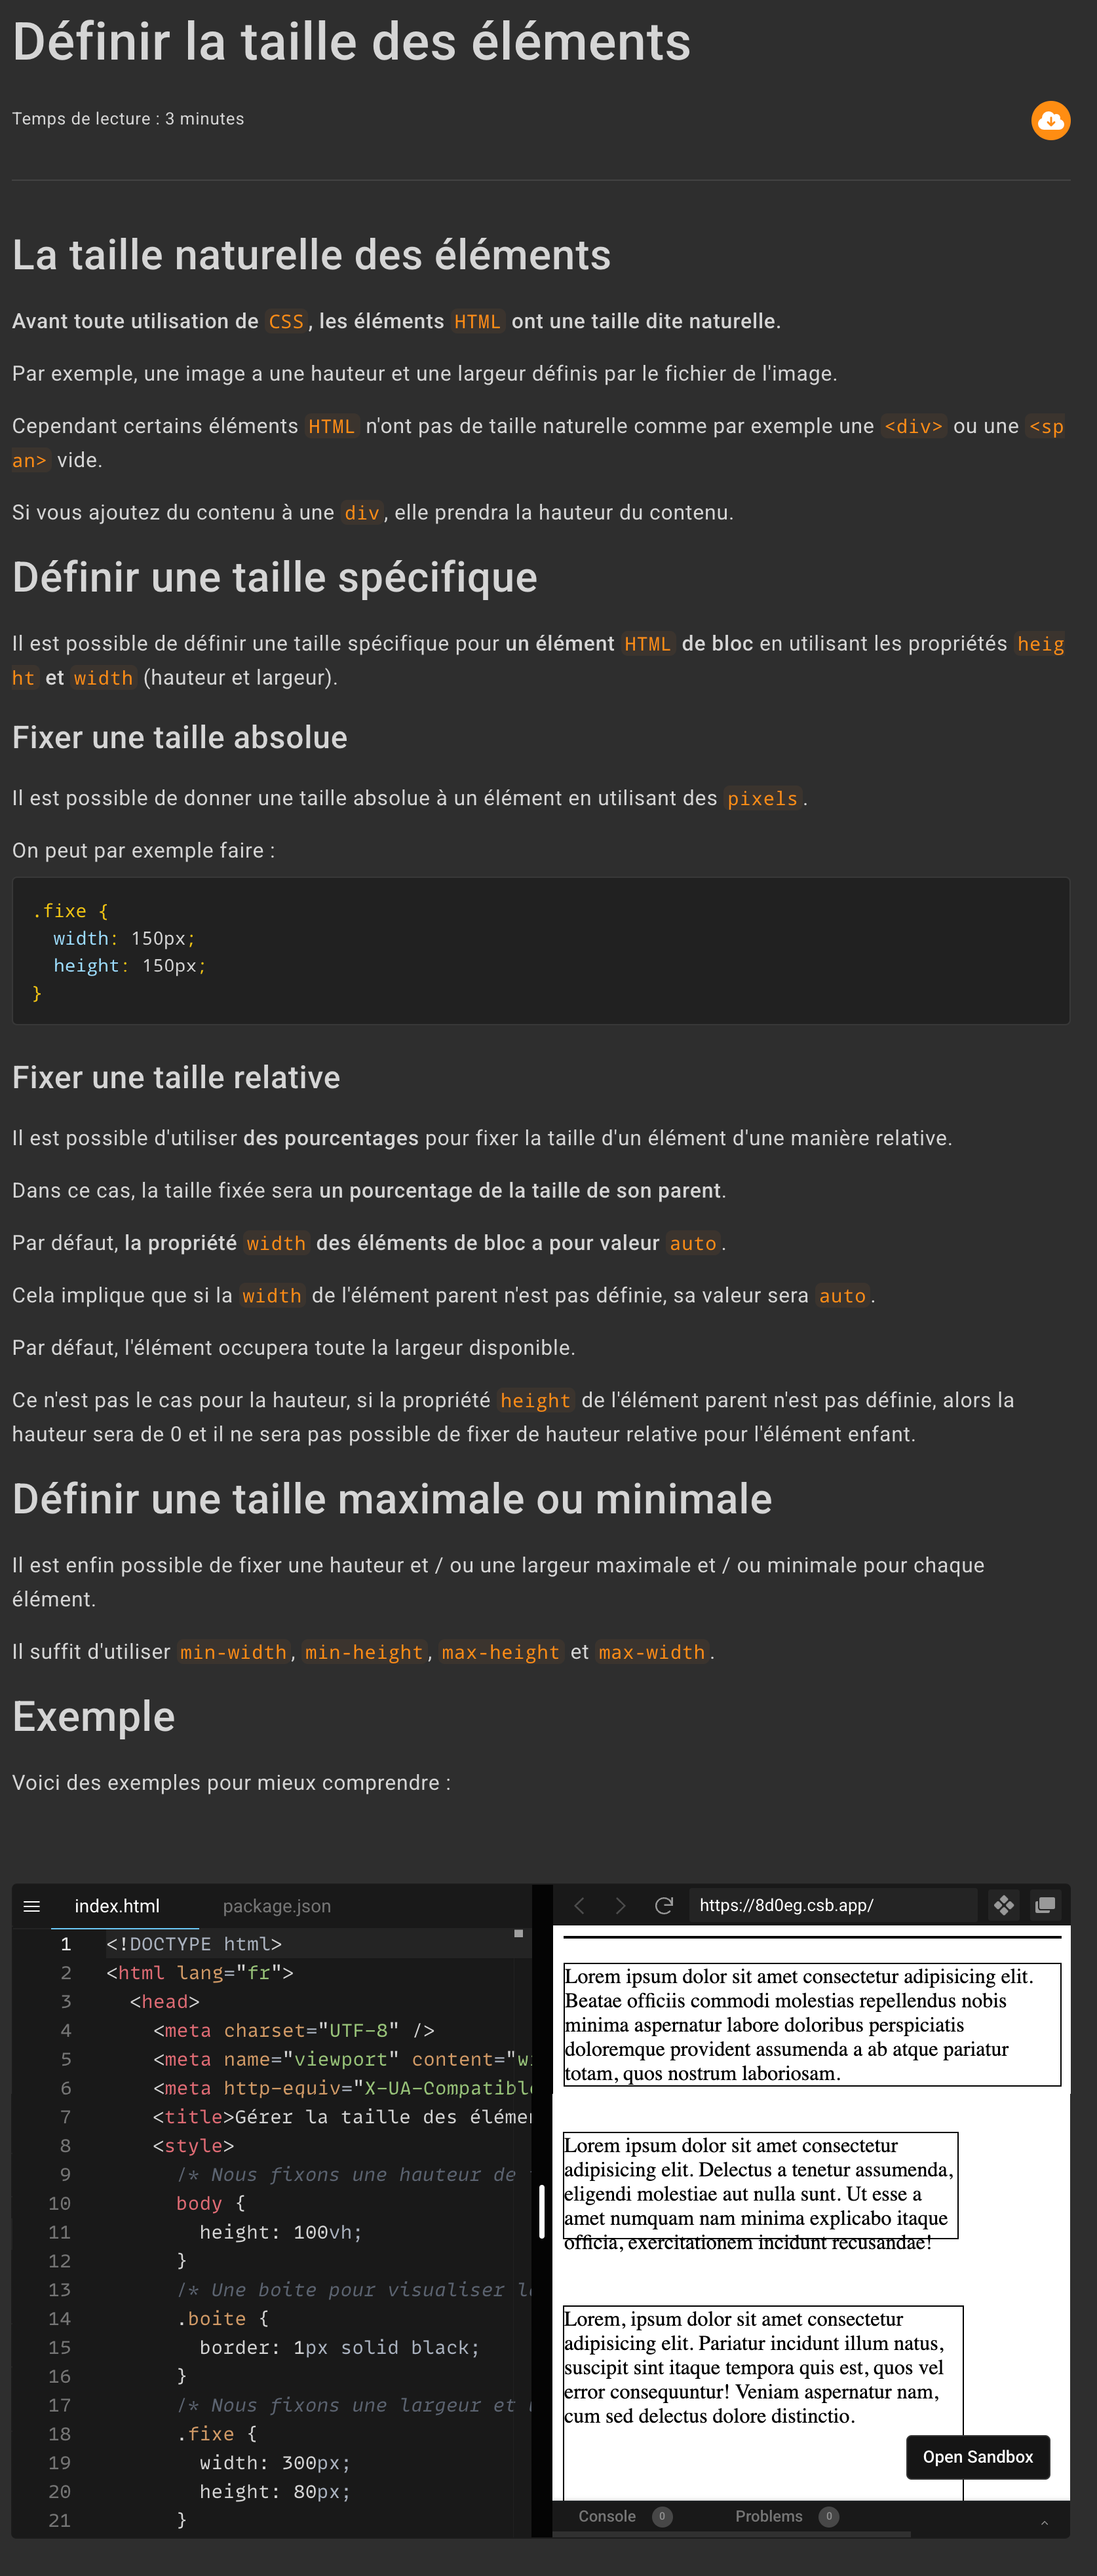 Définir la taille des éléments
Temps de lecture : 3 minutes
La taille naturelle des éléments
Avant toute utilisation de CSS, les éléments HTML ont une taille dite naturelle.
Par exemple, une image a une hauteur et une largeur définis par le fichier de l'image.
Cependant certains éléments HTML n'ont pas de taille naturelle comme par exemple une <div> ou une <sp
an> vide.
Si vous ajoutez du contenu à une div, elle prendra la hauteur du contenu.
Définir une taille spécifique
Il est possible de définir une taille spécifique pour un élément HTML de bloc en utilisant les propriétés heig
ht et width (hauteur et largeur).
Fixer une taille absolue
Il est possible de donner une taille absolue à un élément en utilisant des pixels.
On peut par exemple faire :
.fixe {
  width: 150px;
  height: 150px;
}
Fixer une taille relative
Il est possible d'utiliser des pourcentages pour fixer la taille d'un élément d'une manière relative.
Dans ce cas, la taille fixée sera un pourcentage de la taille de son parent.
Par défaut, la propriété width des éléments de bloc a pour valeur auto.
Cela implique que si la width de l'élément parent n'est pas définie, sa valeur sera auto.
Par défaut, l'élément occupera toute la largeur disponible.
Ce n'est pas le cas pour la hauteur, si la propriété height de l'élément parent n'est pas définie, alors la
hauteur sera de 0 et il ne sera pas possible de fixer de hauteur relative pour l'élément enfant.
Définir une taille maximale ou minimale
Il est enfin possible de fixer une hauteur et / ou une largeur maximale et / ou minimale pour chaque
élément.
Il suffit d'utiliser min-width, min-height, max-height et max-width.
Exemple
Voici des exemples pour mieux comprendre :
index.html package.json
1 <!DOCTYPE html>
2 <html lang="fr">
3 <head>
4 <meta charset="UTF-8" />
5 <meta name="viewport" content="wi
6 <meta http-equiv="X-UA-Compatible
7 <title>Gérer la taille des élémen
8 <style>
9 /* Nous fixons une hauteur de
10 body {
11 height: 100vh;
12 }
13 /* Une boite pour visualiser l
14 .boite {
15 border: 1px solid black;
16 }
17 /* Nous fixons une largeur et
18 .fixe {
19 width: 300px;
20 height: 80px;
21 }
https://8d0eg.csb.app/
Lorem ipsum dolor sit amet consectetur adipisicing elit.
Beatae officiis commodi molestias repellendus nobis
minima aspernatur labore doloribus perspiciatis
doloremque provident assumenda a ab atque pariatur
totam, quos nostrum laboriosam.
Lorem ipsum dolor sit amet consectetur
adipisicing elit. Delectus a tenetur assumenda,
eligendi molestiae aut nulla sunt. Ut esse a
amet numquam nam minima explicabo itaque
officia, exercitationem incidunt recusandae!
Lorem, ipsum dolor sit amet consectetur
adipisicing elit. Pariatur incidunt illum natus,
suscipit sint itaque tempora quis est, quos vel
error consequuntur! Veniam aspernatur nam,
cum sed delectus dolore distinctio.
Open Sandbox
Console 0 Problems 0